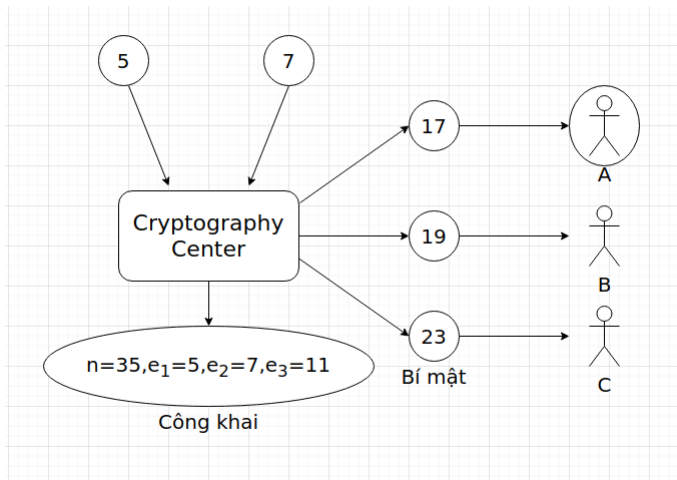 5
7
17
A
Cryptography
Center
19
B
23
C
n=35,e₁=5,e₂=7,e₃=11
Bí mật
Công khai